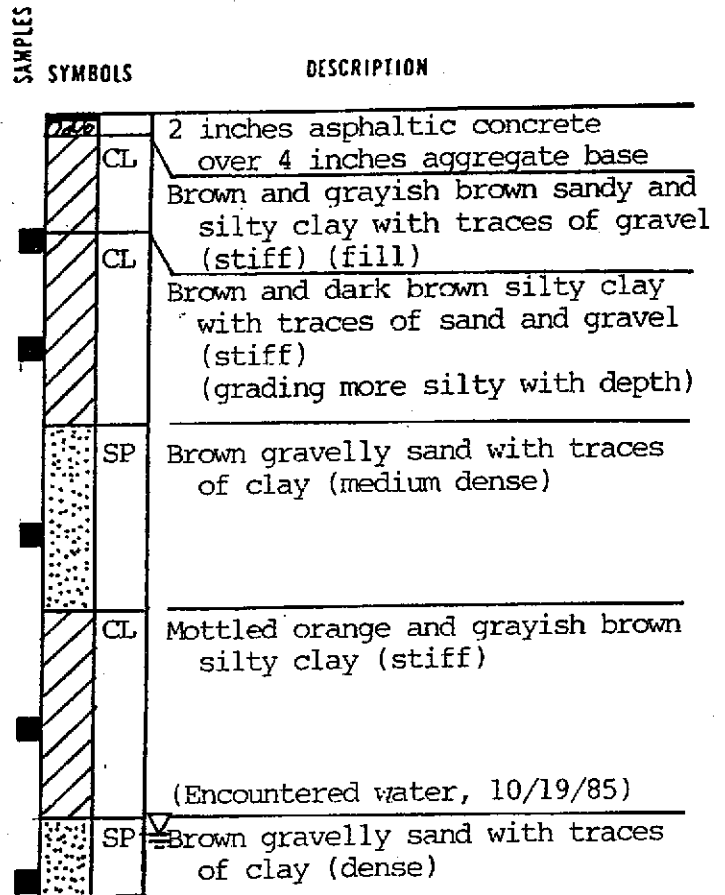 SAMPLES
SYMBOLS
DESCRIPTION
2 inches asphaltic concrete
CL over 4 inches aggregate base
Brown and grayish brown sandy and
silty clay with traces of gravel
CL (stiff) (fill)
Brown and dark brown silty clay
with traces of sand and gravel
(stiff)
(grading more silty with depth)
SP Brown gravelly sand with traces
of clay (medium dense)
CL Mottled orange and grayish brown
silty clay (stiff)
(Encountered water, 10/19/85)
SP Brown gravelly sand with traces
of clay (dense)